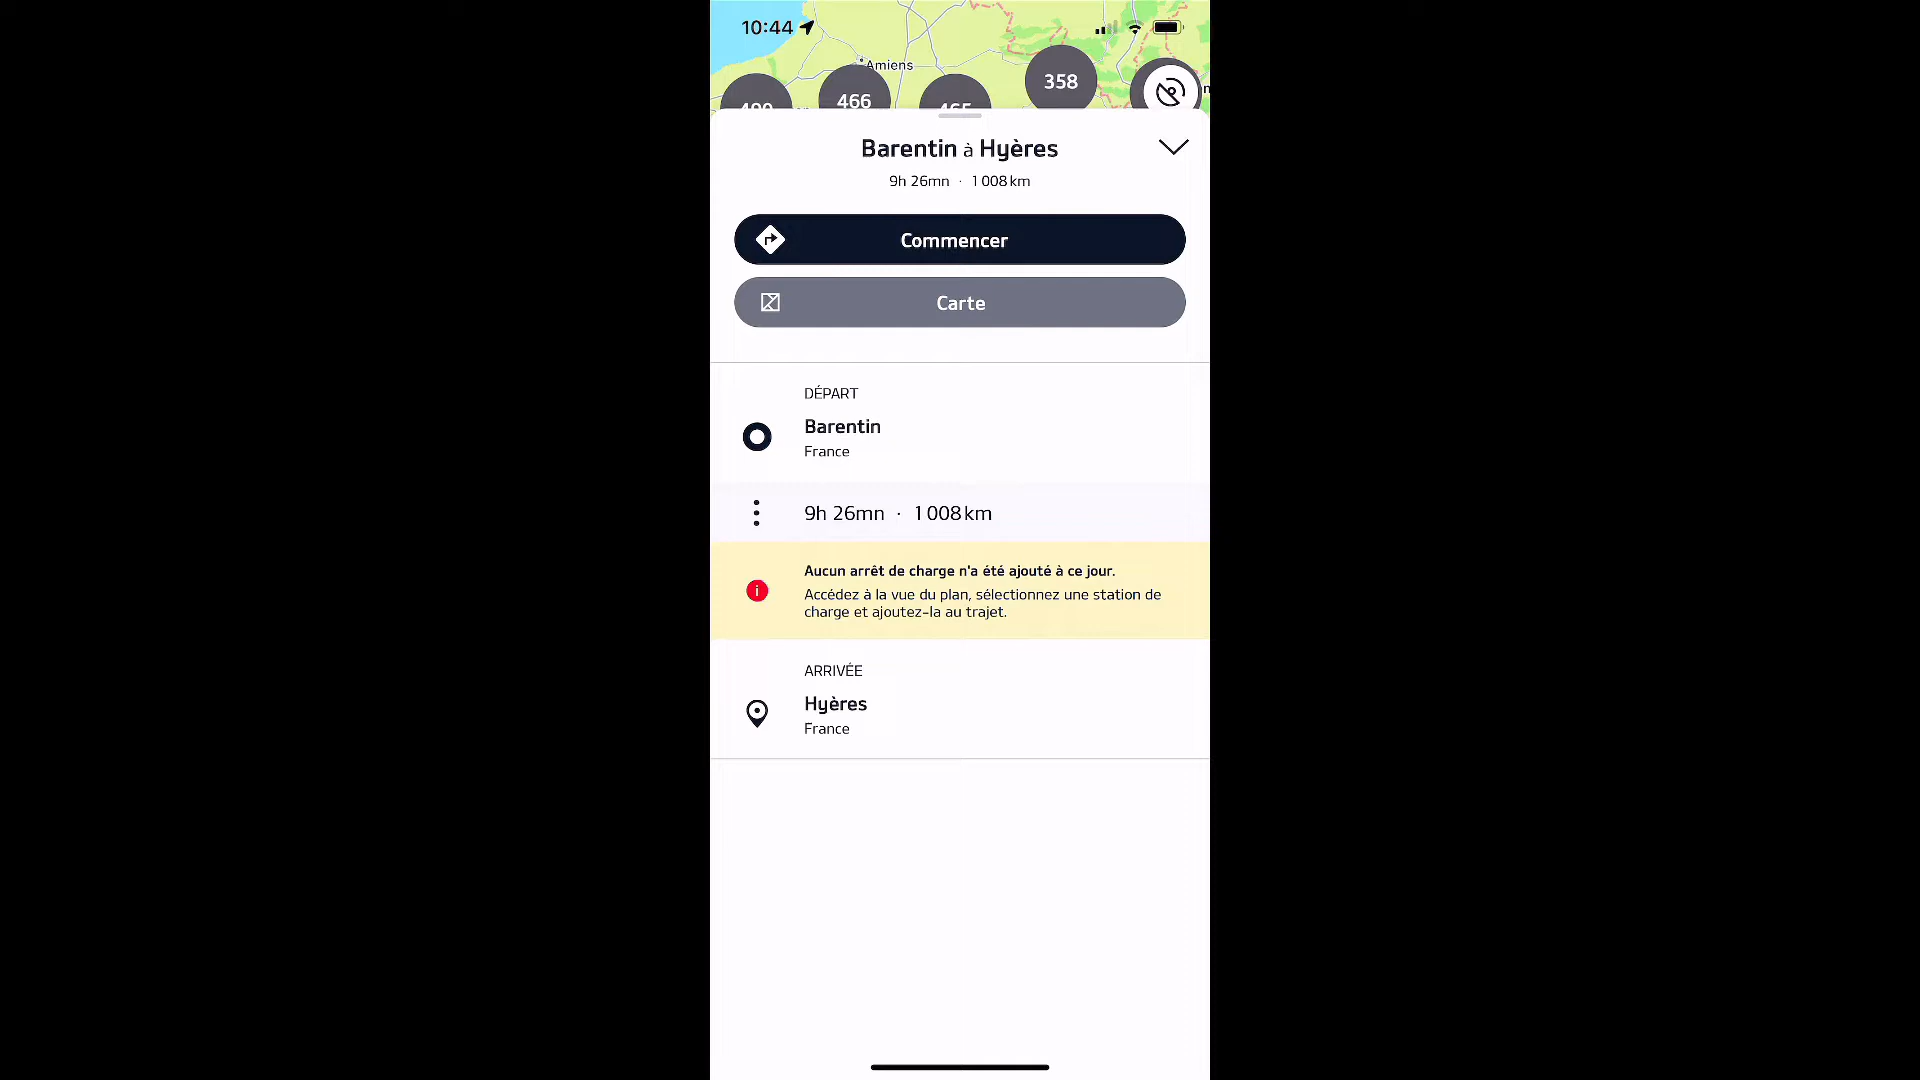 10:44
Amiens
466
358
Barentin à Hyères
9h 26mn · 1 008 km
Commencer
Carte
DÉPART
Barentin
France
9h 26mn · 1 008 km
Aucun arrêt de charge n'a été ajouté à ce jour.
Accédez à la vue du plan, sélectionnez une station de
charge et ajoutez-la au trajet.
ARRIVÉE
Hyères
France